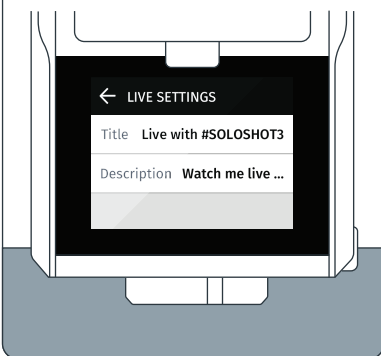 LIVE SETTINGS
Title Live with #SOLOSHOT3
Description Watch me live ...